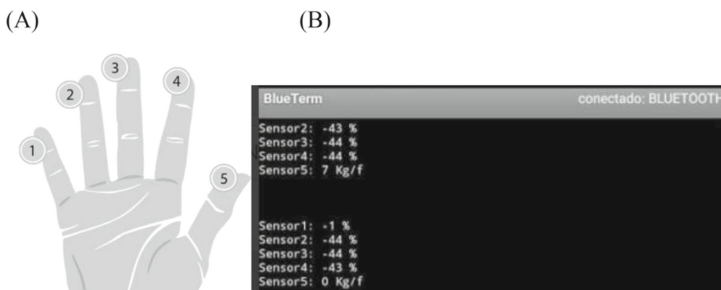 (A)
(B)
1
2
3
4
5
BlueTerm
conectado: BLUETOOTH
Sensor2: -43 %
Sensor3: -44 %
Sensor4: -44 %
Sensor5: 7 Kg/f
Sensor1: -1 %
Sensor2: -44 %
Sensor3: -44 %
Sensor4: -43 %
Sensor5: 0 Kg/f